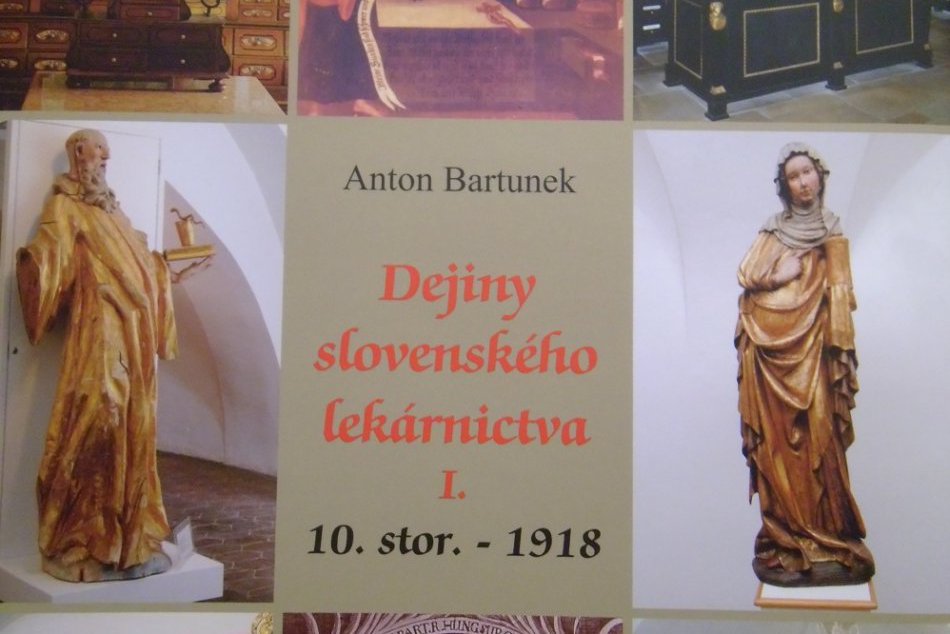 Anton Bartunek
Dejiny
slovenského
lekárnictva
I.
10. stor. - 1918